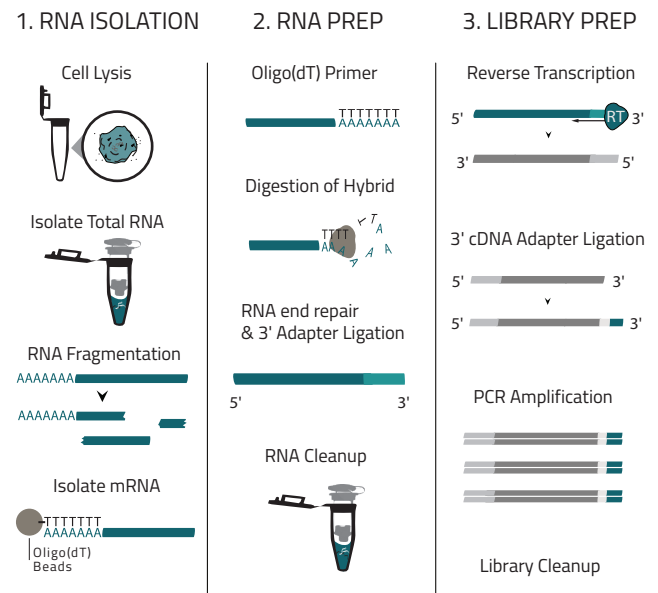 1. RNA ISOLATION
Cell Lysis
Isolate Total RNA
RNA Fragmentation
AAAAAAA
AAAAAAA
Isolate mRNA
TTTTTTT
AAAAAAA
Oligo(dT)
Beads
2. RNA PREP
Oligo(dT) Primer
TTTTTTT
AAAAAAA
Digestion of Hybrid
T T
A
TTTT
AA A
A A A A
RNA end repair
& 3' Adapter Ligation
5' 3'
RNA Cleanup
3. LIBRARY PREP
Reverse Transcription
5' RT 3'
3' 5'
3' cDNA Adapter Ligation
5' 3'
5' 3'
PCR Amplification
Library Cleanup